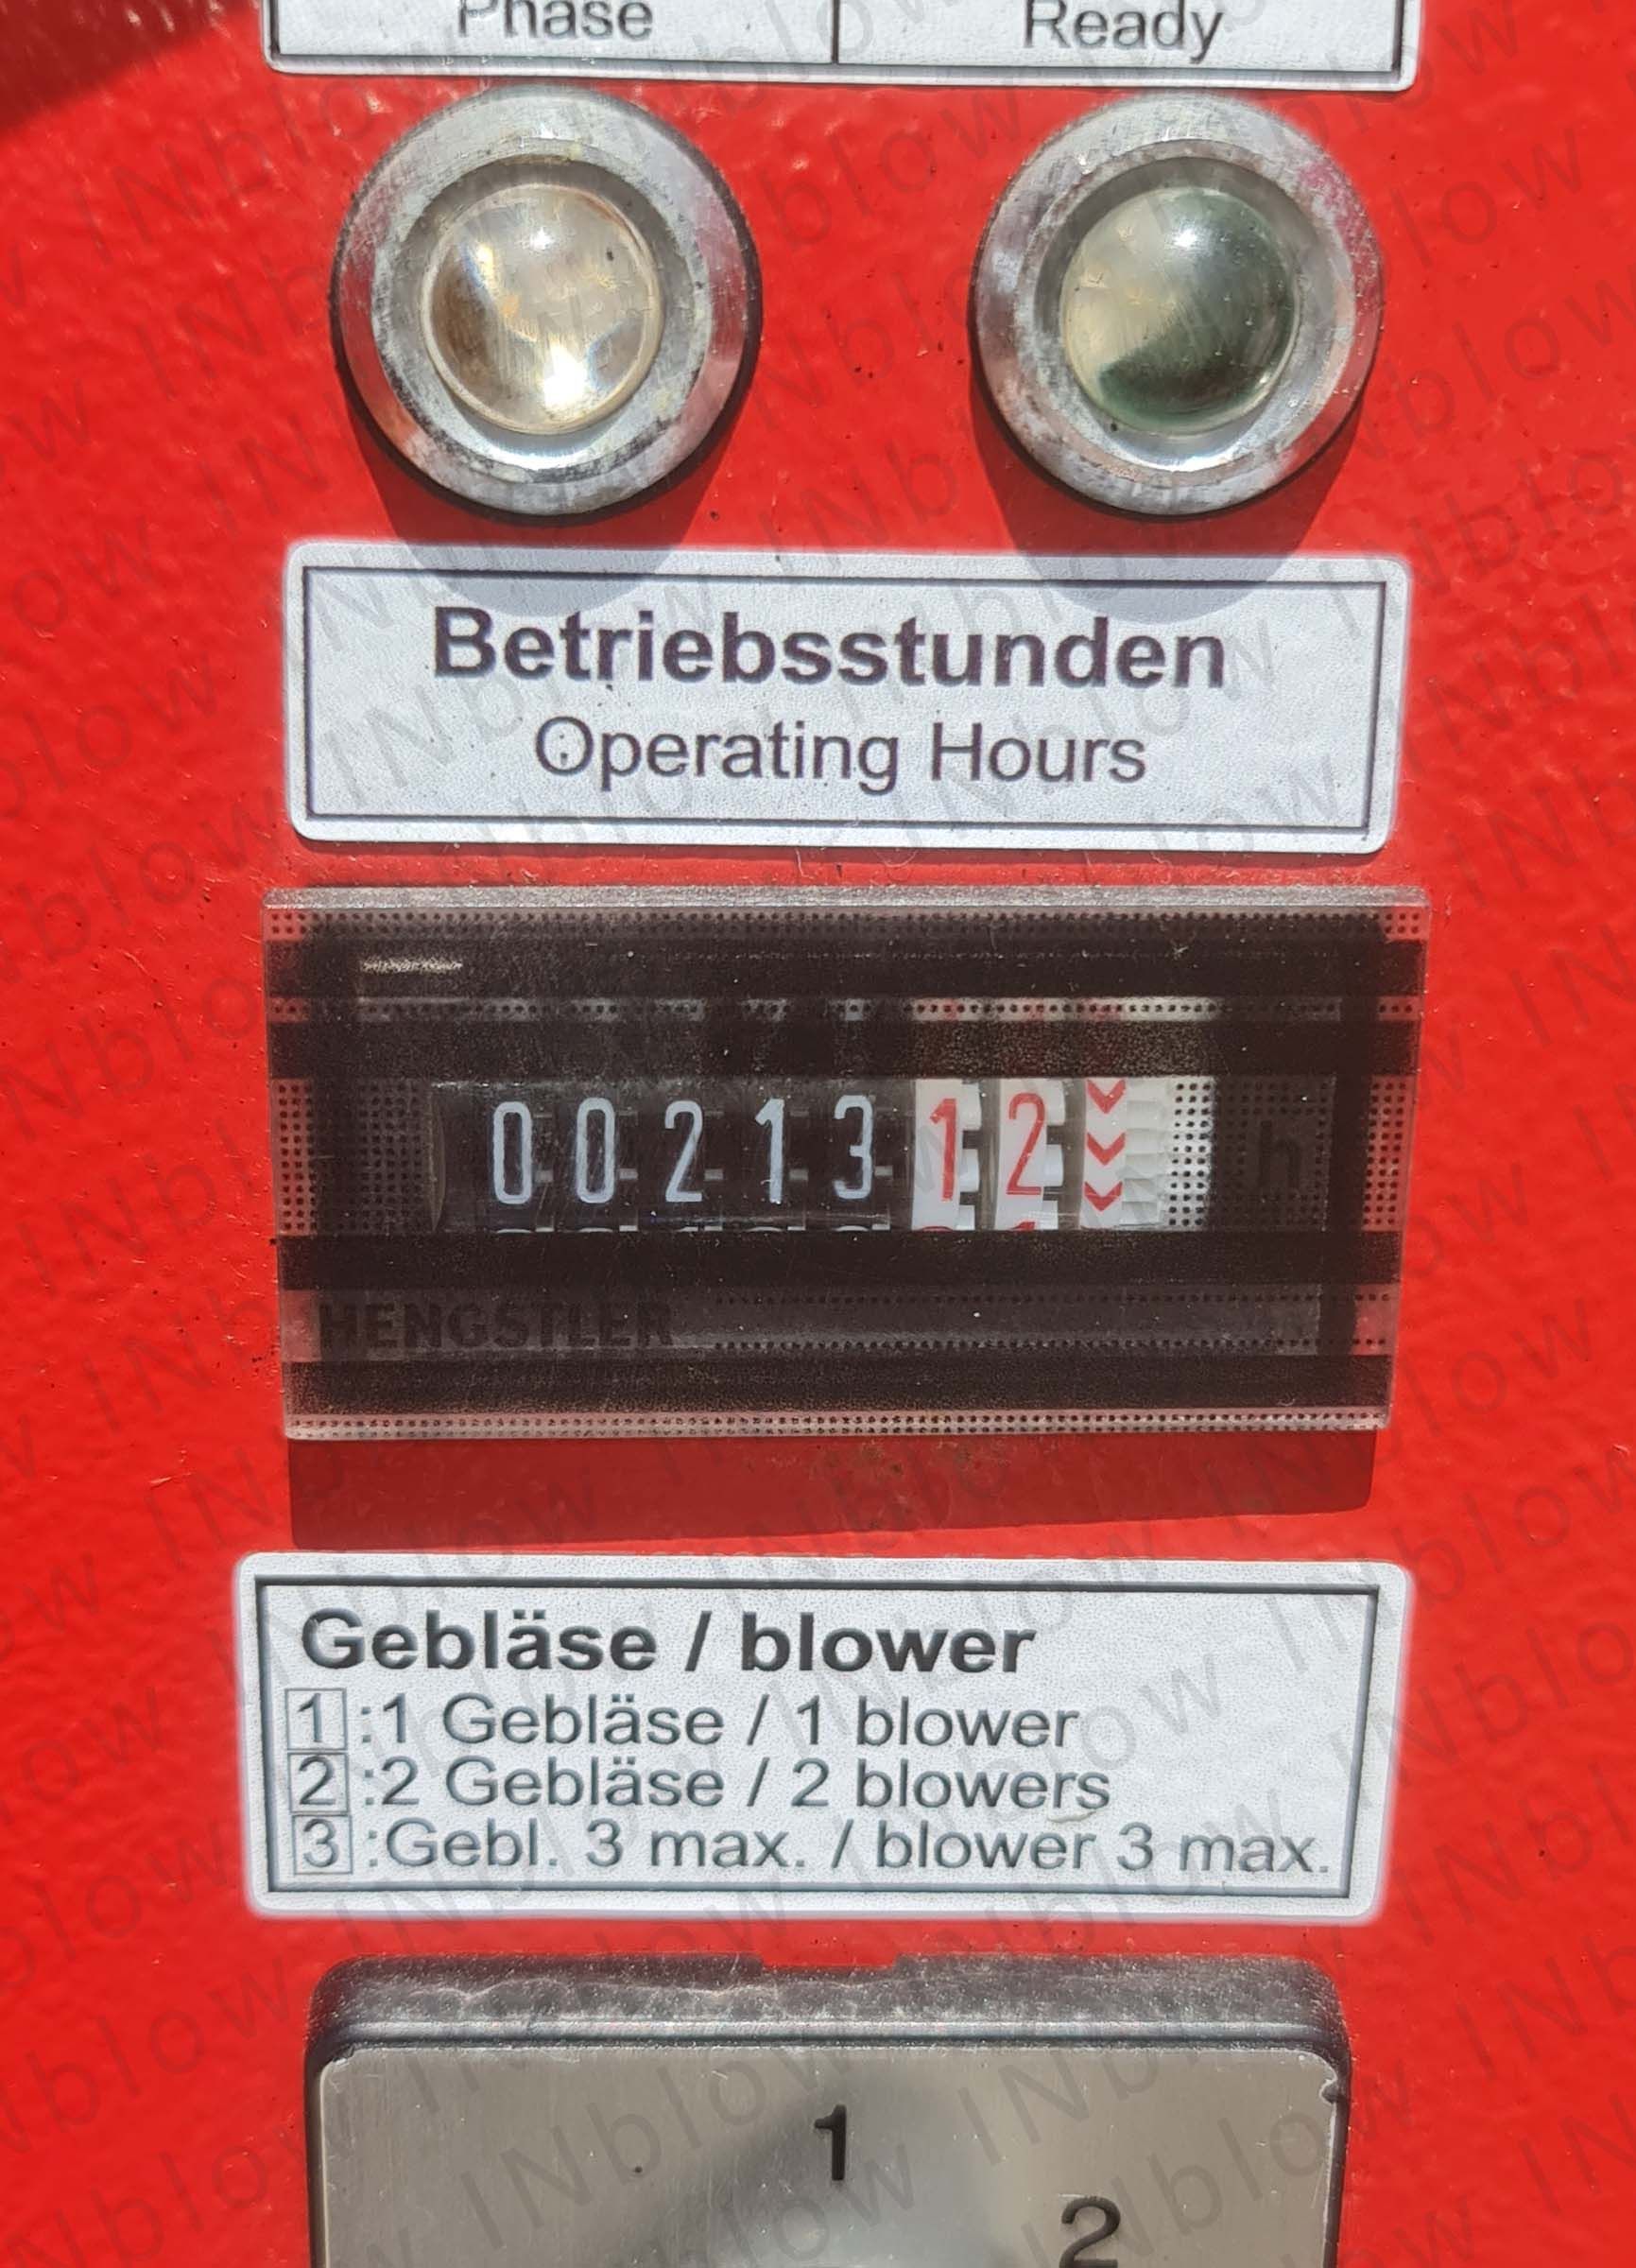 Phase Ready
Betriebsstunden
Operating Hours
0021312 h
HENGSTLER
Gebläse / blower
1 :1 Gebläse / 1 blower
2 :2 Gebläse / 2 blowers
3 :Gebl. 3 max. / blower 3 max.
1
2
INblow